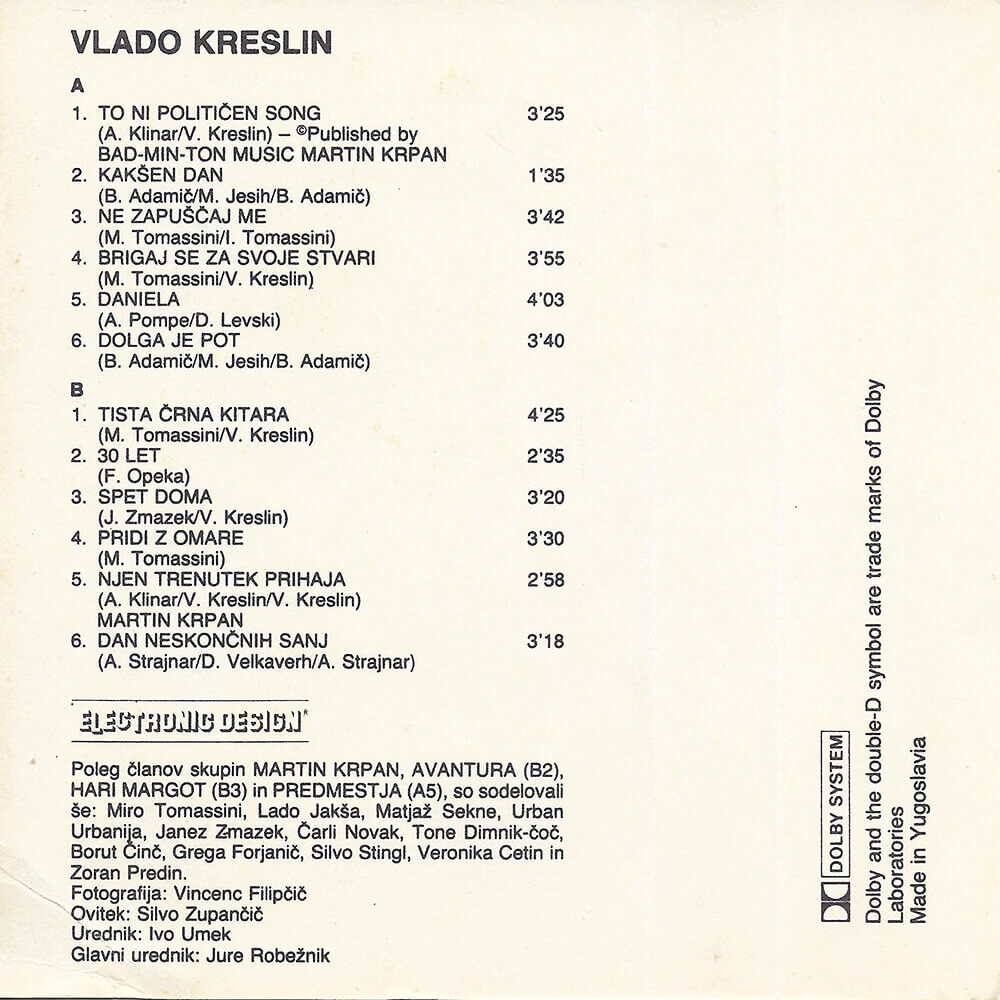 VLADO KRESLIN
A
1. TO NI POLITIČEN SONG 3'25
(A. Klinar/V. Kreslin) – ©Published by
BAD-MIN-TON MUSIC MARTIN KRPAN
2. KAKŠEN DAN 1'35
(B. Adamič/M. Jesih/B. Adamič)
3. NE ZAPUŠČAJ ME 3'42
(M. Tomassini/I. Tomassini)
4. BRIGAJ SE ZA SVOJE STVARI 3'55
(M. Tomassini/V. Kreslin)
5. DANIELA 4'03
(A. Pompe/D. Levski)
6. DOLGA JE POT 3'40
(B. Adamič/M. Jesih/B. Adamič)
B
1. TISTA ČRNA KITARA 4'25
(M. Tomassini/V. Kreslin)
2. 30 LET 2'35
(F. Opeka)
3. SPET DOMA 3'20
(J. Zmazek/V. Kreslin)
4. PRIDI Z OMARE 3'30
(M. Tomassini)
5. NJEN TRENUTEK PRIHAJA 2'58
(A. Klinar/V. Kreslin/V. Kreslin)
MARTIN KRPAN
6. DAN NESKONČNIH SANJ 3'18
(A. Strajnar/D. Velkaverh/A. Strajnar)
ELECTRONIC DESIGN*
Poleg članov skupin MARTIN KRPAN, AVANTURA (B2),
HARI MARGOT (B3) in PREDMESTJA (A5), so sodelovali
še: Miro Tomassini, Lado Jakša, Matjaž Sekne, Urban
Urbanija, Janez Zmazek, Čarli Novak, Tone Dimnik-čoč,
Borut Činč, Grega Forjanič, Silvo Stingl, Veronika Cetin in
Zoran Predin.
Fotografija: Vincenc Filipčič
Ovitek: Silvo Zupančič
Urednik: Ivo Umek
Glavni urednik: Jure Robežnik
DOLBY SYSTEM
Dolby and the double-D symbol are trade marks of Dolby
Laboratories
Made in Yugoslavia